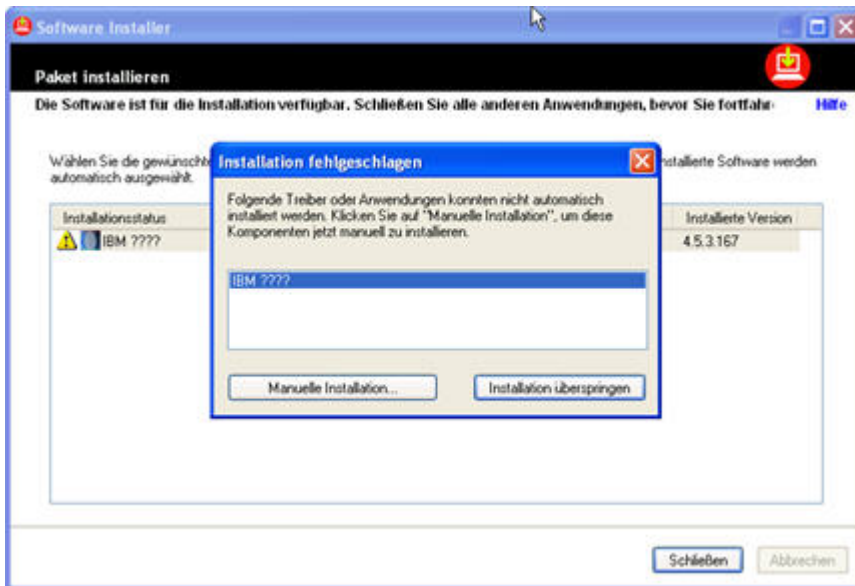 Software Installer
Paket installieren
Die Software ist für die Installation verfügbar. Schließen Sie alle anderen Anwendungen, bevor Sie fortfahr
Hilfe
Wählen Sie die gewünschte
nstallierte Software werden
automatisch ausgewählt.
Installationsstatus
Installierte Version
IBM ????
4.5.3.167
Installation fehlgeschlagen
Folgende Treiber oder Anwendungen konnten nicht automatisch
installiert werden. Klicken Sie auf "Manuelle Installation", um diese
Komponenten jetzt manuell zu installieren.
IBM ????
Manuelle Installation...
Installation überspringen
Schließen
Abbrechen